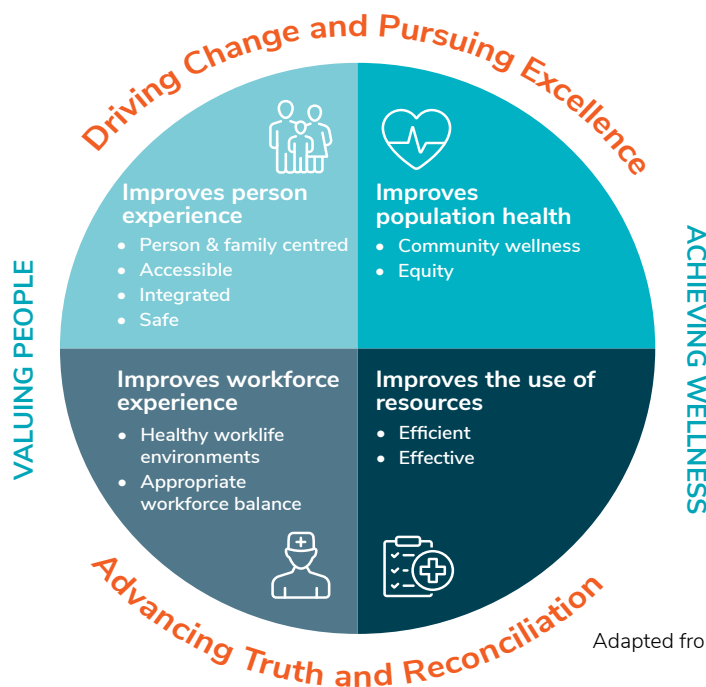 Driving Change and Pursuing Excellence
VALUING PEOPLE
Improves person
experience
• Person & family centred
• Accessible
• Integrated
• Safe
Improves
population health
• Community wellness
• Equity
ACHIEVING WELLNESS
Improves workforce
experience
• Healthy worklife
environments
• Appropriate
workforce balance
Improves the use of
resources
• Efficient
• Effective
Advancing Truth and Reconciliation
Adapted fro